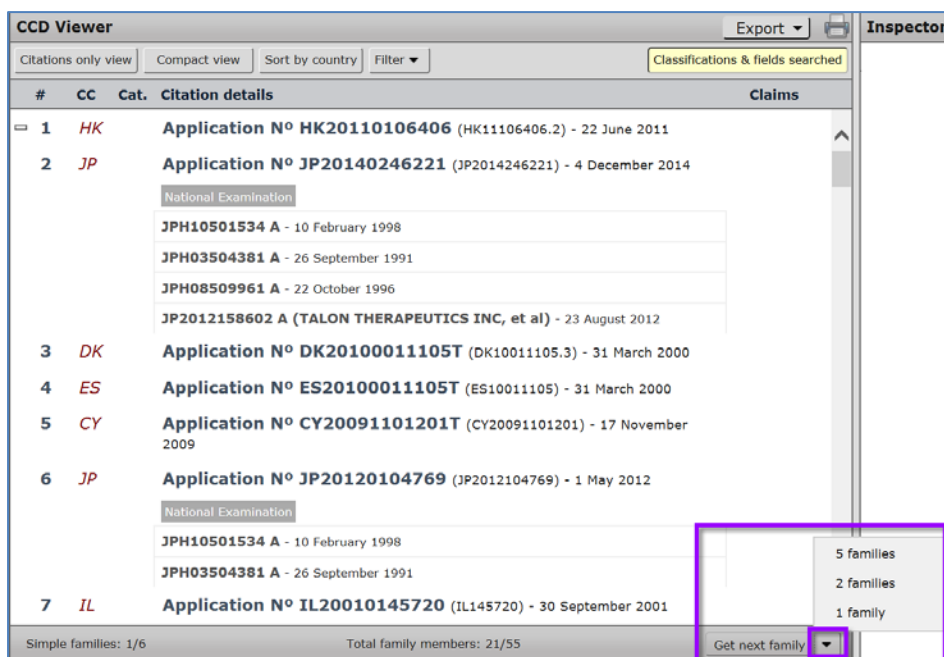 CCD Viewer Export Inspector
Citations only view Compact view Sort by country Filter Classifications & fields searched
# CC Cat. Citation details Claims
1 HK Application Nº HK20110106406 (HK11106406.2) - 22 June 2011
2 JP Application Nº JP20140246221 (JP2014246221) - 4 December 2014
National Examination
JPH10501534 A - 10 February 1998
JPH03504381 A - 26 September 1991
JPH08509961 A - 22 October 1996
JP2012158602 A (TALON THERAPEUTICS INC, et al) - 23 August 2012
3 DK Application Nº DK20100011105T (DK10011105.3) - 31 March 2000
4 ES Application Nº ES20100011105T (ES10011105) - 31 March 2000
5 CY Application Nº CY20091101201T (CY20091101201) - 17 November
2009
6 JP Application Nº JP20120104769 (JP2012104769) - 1 May 2012
National Examination
JPH10501534 A - 10 February 1998
5 families
JPH03504381 A - 26 September 1991
2 families
7 IL Application Nº IL20010145720 (IL145720) - 30 September 2001
1 family
Simple families: 1/6 Total family members: 21/55 Get next family